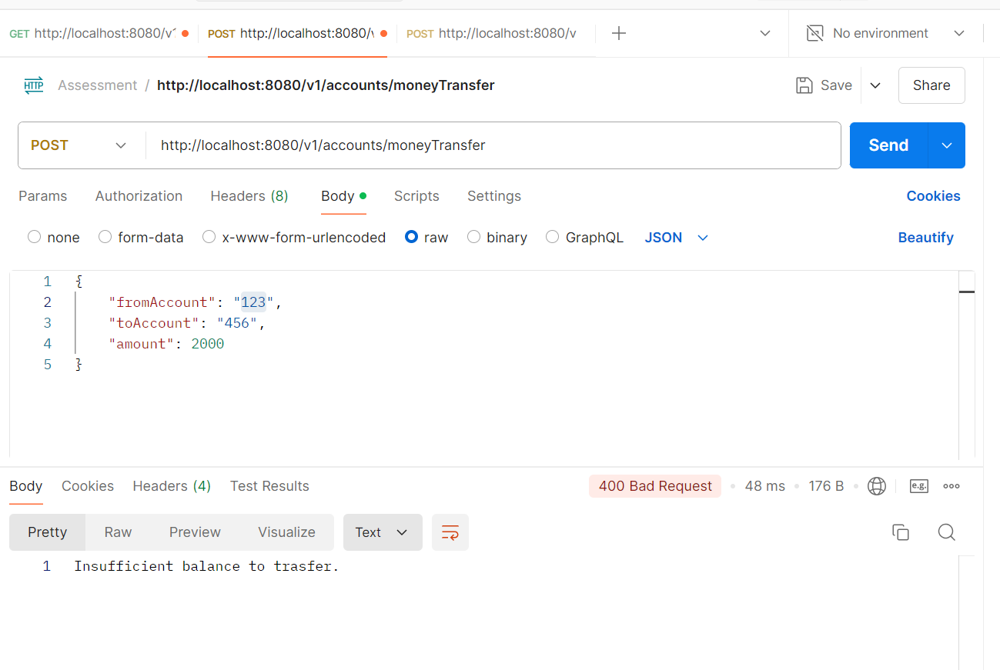 GET http://localhost:8080/v1 POST http://localhost:8080/v POST http://localhost:8080/v No environment
HTTP Assessment / http://localhost:8080/v1/accounts/moneyTransfer Save Share
POST http://localhost:8080/v1/accounts/moneyTransfer Send
Params Authorization Headers (8) Body Scripts Settings Cookies
none form-data x-www-form-urlencoded raw binary GraphQL JSON Beautify
1 {
2 "fromAccount": "123",
3 "toAccount": "456",
4 "amount": 2000
5 }
Body Cookies Headers (4) Test Results 400 Bad Request • 48 ms • 176 B • e.g.
Pretty Raw Preview Visualize Text
1 Insufficient balance to trasfer.